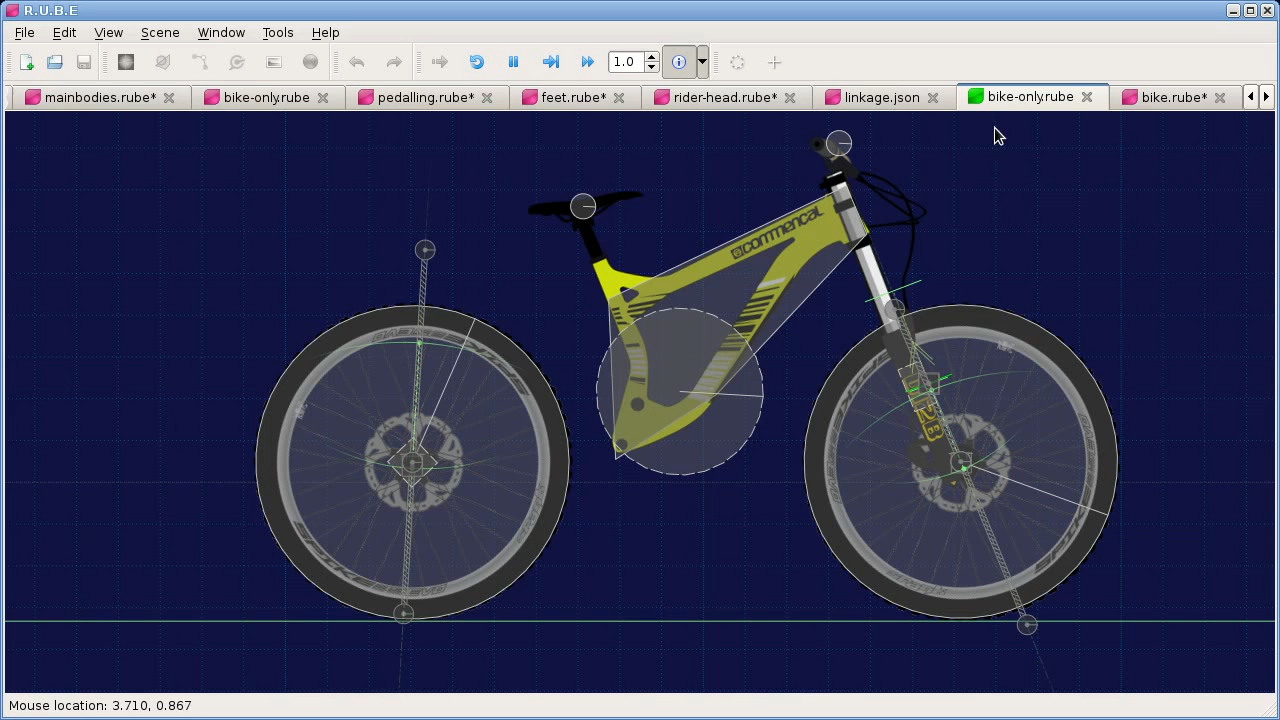 R.U.B.E
File Edit View Scene Window Tools Help
1.0
mainbodies.rube* bike-only.rube pedalling.rube* feet.rube* rider-head.rube* linkage.json bike-only.rube bike.rube*
commencal
Mouse location: 3.710, 0.867